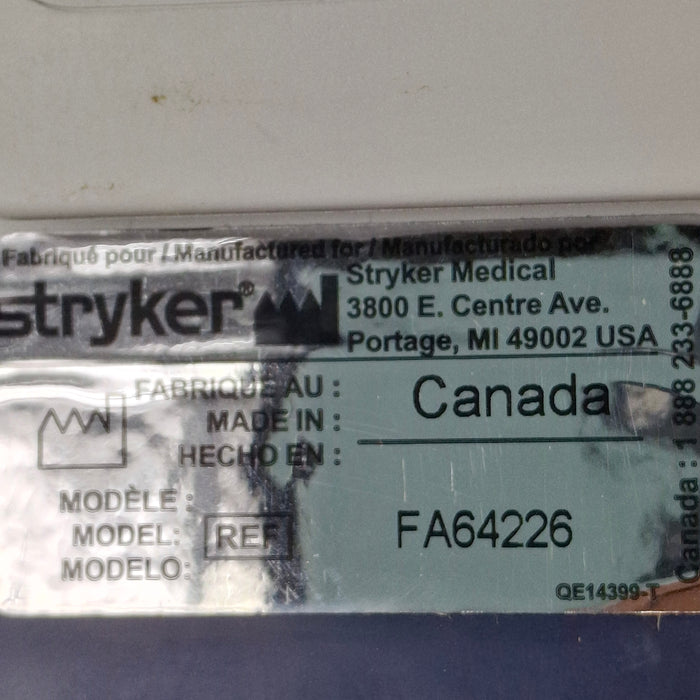 Fabriqué pour / Manufactured for / Manufacturado por
stryker®
Stryker Medical
3800 E. Centre Ave.
Portage, MI 49002 USA
FABRIQUÉ AU :
MADE IN :
HECHO EN :
Canada
MODÈLE :
MODEL:
MODELO:
REF
FA64226
QE14399-T
Canada : 1 888 233-6888